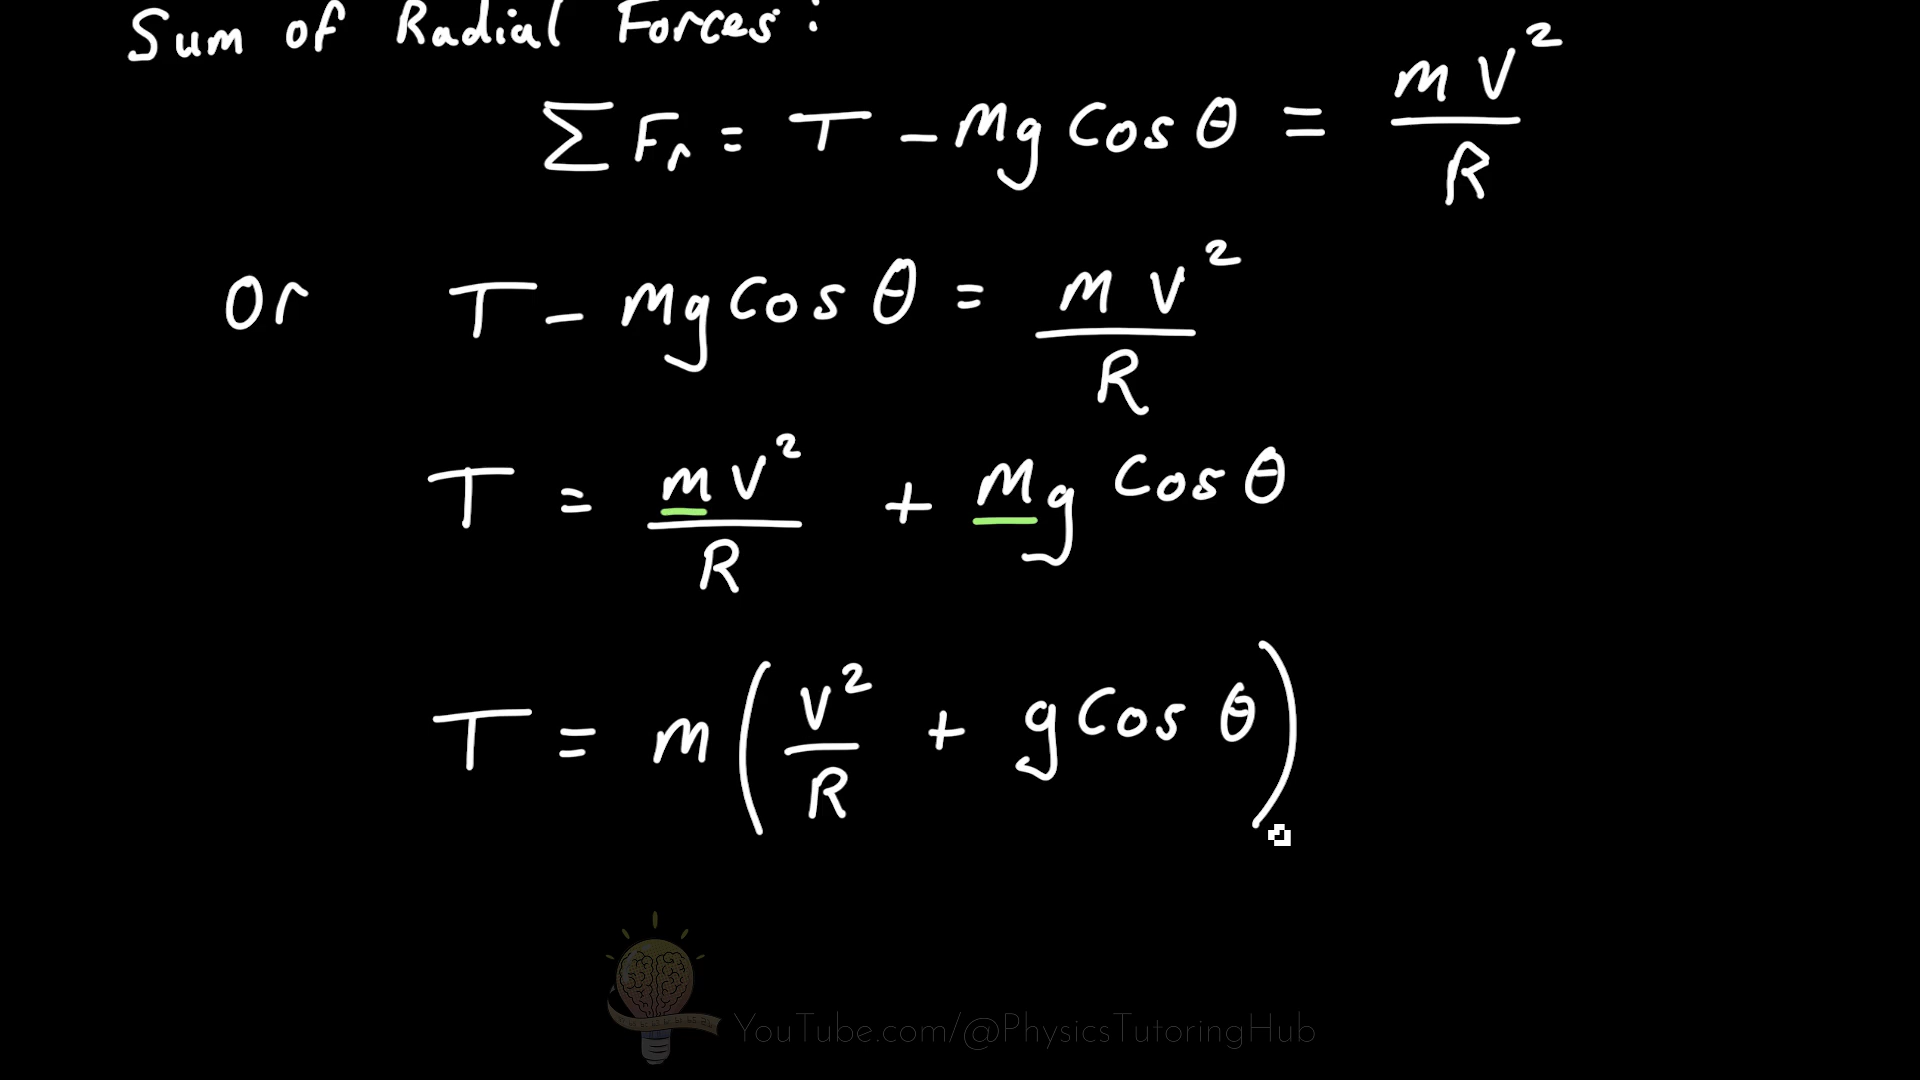 Sum of Radial Forces:
∑Fr = T - Mg Cos θ = mv²/R
Or T - Mg Cos θ = mv²/R
T = mv²/R + Mg Cos θ
T = m(v²/R + g Cos θ)
YouTube.com/@PhysicsTutoringHub